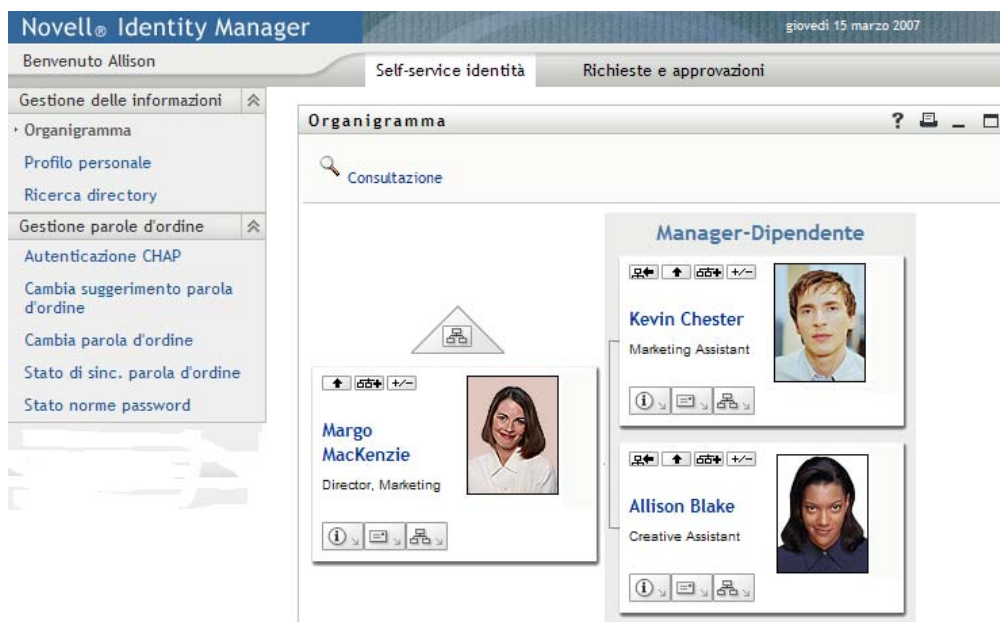 Novell® Identity Manager
giovedì 15 marzo 2007
Benvenuto Allison
Self-service identità
Richieste e approvazioni
Gestione delle informazioni
Organigramma
Profilo personale
Ricerca directory
Gestione parole d'ordine
Autenticazione CHAP
Cambia suggerimento parola
d'ordine
Cambia parola d'ordine
Stato di sinc. parola d'ordine
Stato norme password
Organigramma
?
Consultazione
Manager-Dipendente
+/-
Kevin Chester
Marketing Assistant
+/-
Margo
MacKenzie
Director, Marketing
+/-
Allison Blake
Creative Assistant